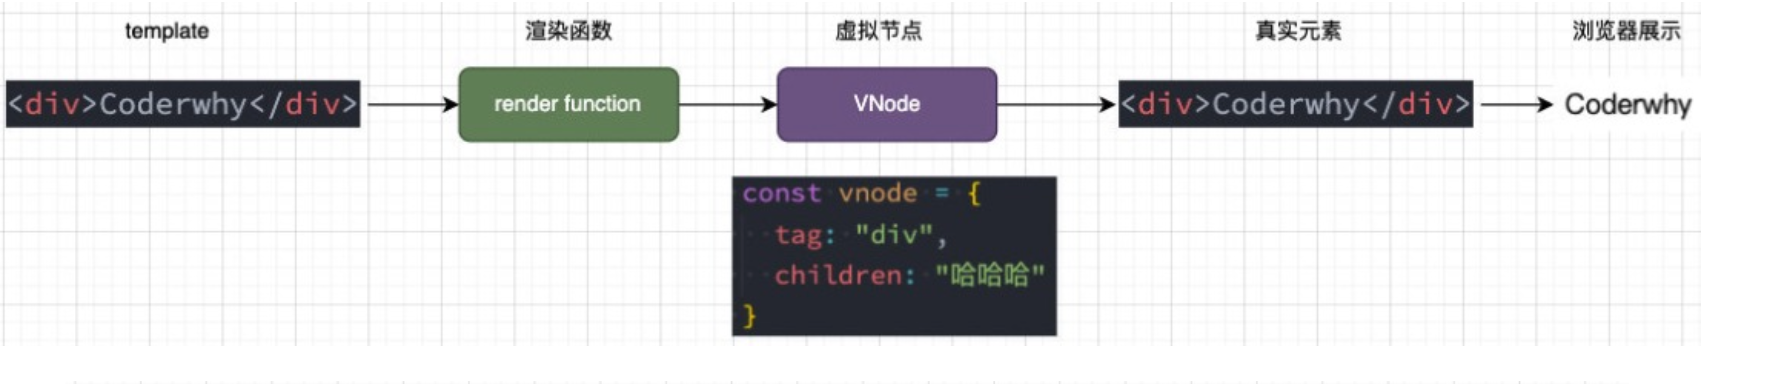 template
渲染函数
虚拟节点
真实元素
浏览器展示
<div>Coderwhy</div>
render function
VNode
<div>Coderwhy</div>
Coderwhy
const vnode = {
tag: "div",
children: "哈哈哈"
}